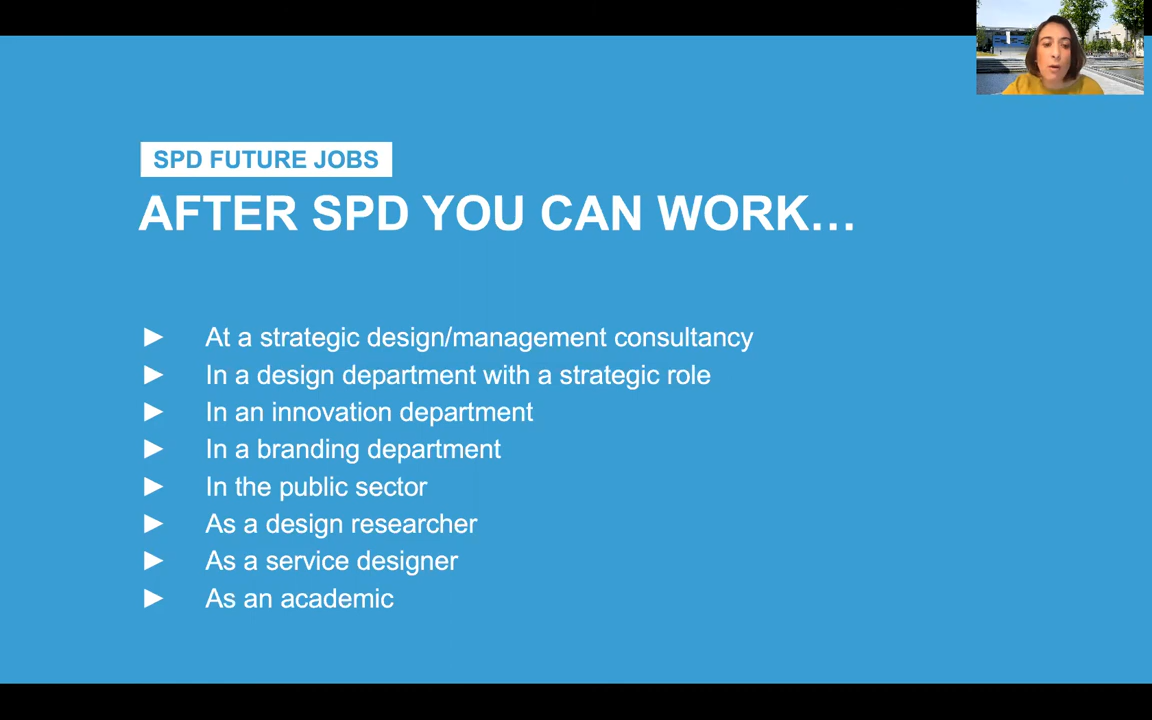 SPD FUTURE JOBS
AFTER SPD YOU CAN WORK…
► At a strategic design/management consultancy
► In a design department with a strategic role
► In an innovation department
► In a branding department
► In the public sector
► As a design researcher
► As a service designer
► As an academic